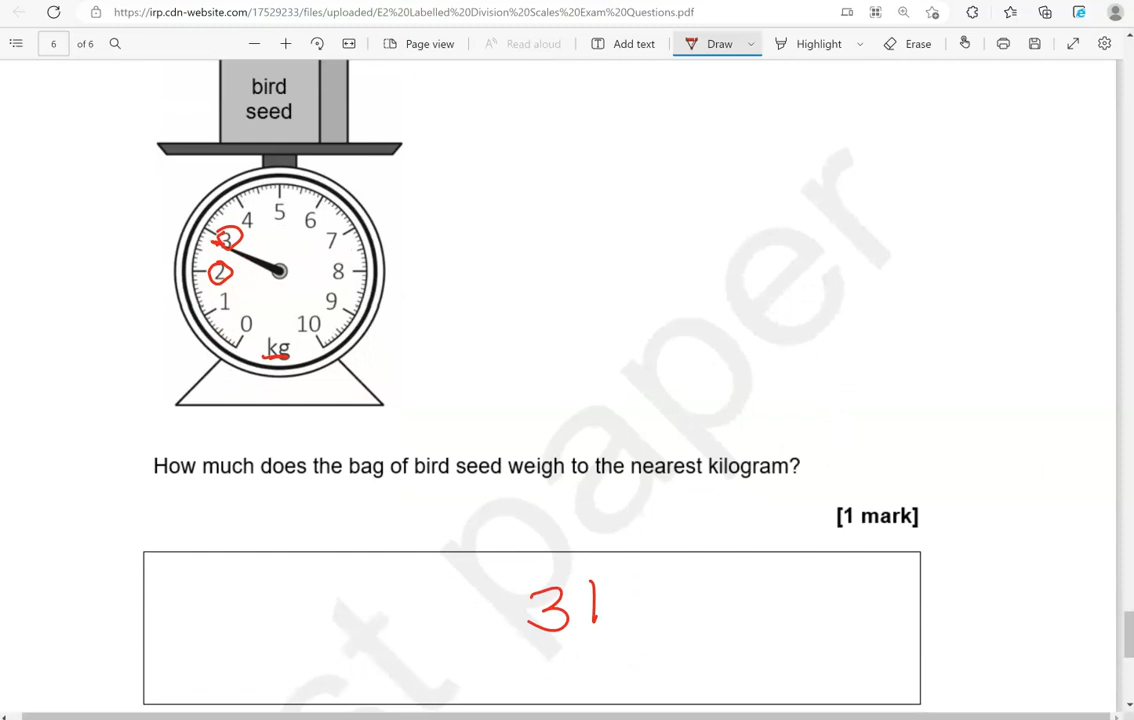 https://irp.cdn-website.com/17529233/files/uploaded/E2%20Labelled%20Division%20Scales%20Exam%20Questions.pdf
6 of 6 Page view Read aloud Add text Draw Highlight Erase
bird
seed
5
4 6
3 7
2 8
1 9
0 10
kg
How much does the bag of bird seed weigh to the nearest kilogram?
[1 mark]
3
paper